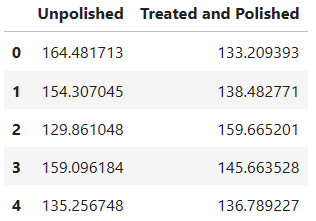 Unpolished Treated and Polished
0 164.481713 133.209393
1 154.307045 138.482771
2 129.861048 159.665201
3 159.096184 145.663528
4 135.256748 136.789227